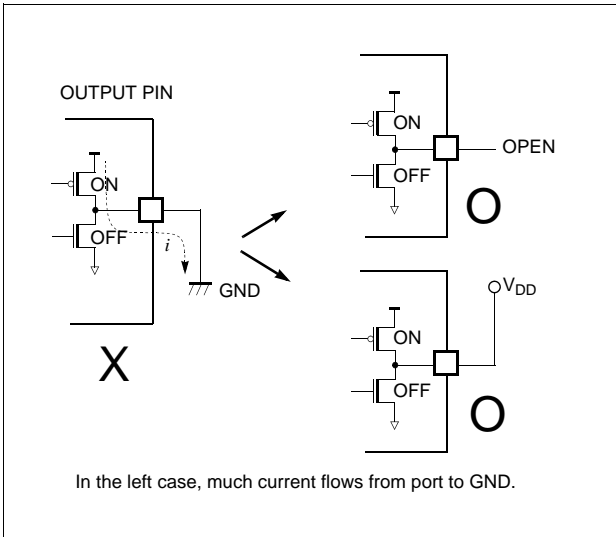 OUTPUT PIN
ON
OFF
i
GND
X
ON
OFF
OPEN
O
ON
OFF
VDD
O
In the left case, much current flows from port to GND.